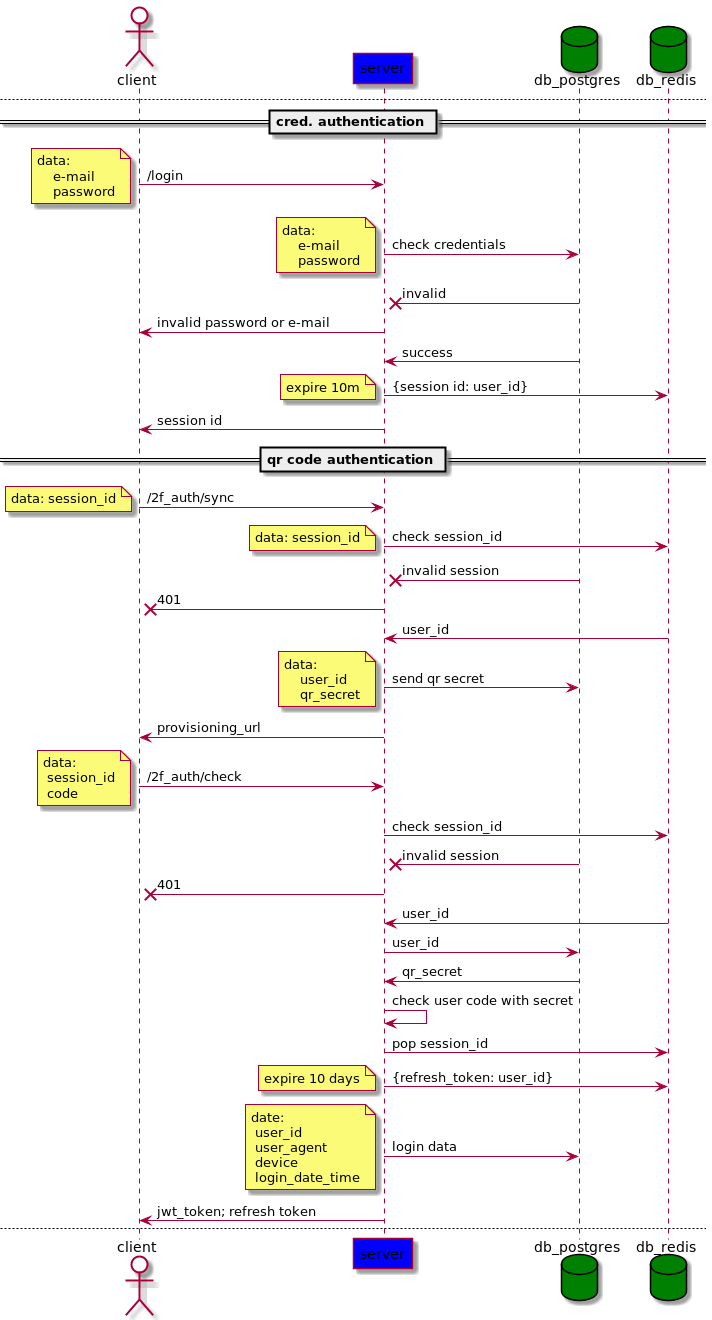 client
server
db_postgres
db_redis
cred. authentication
data:
e-mail
password
/login
data:
e-mail
password
check credentials
invalid
invalid password or e-mail
success
expire 10m
{session id: user_id}
session id
qr code authentication
data: session_id
/2f_auth/sync
data: session_id
check session_id
invalid session
401
user_id
data:
user_id
qr_secret
send qr secret
provisioning_url
data:
session_id
code
/2f_auth/check
check session_id
invalid session
401
user_id
user_id
qr_secret
check user code with secret
pop session_id
expire 10 days
{refresh_token: user_id}
date:
user_id
user_agent
device
login_date_time
login data
jwt_token; refresh token
client
server
db_postgres
db_redis